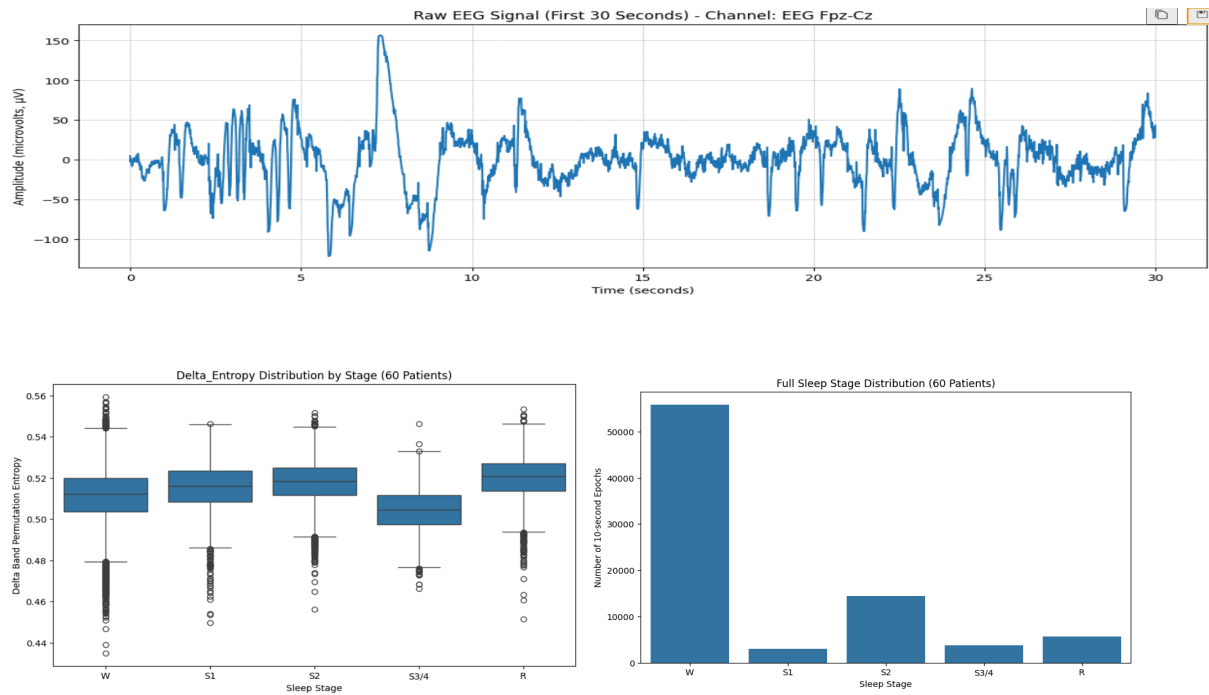 Raw EEG Signal (First 30 Seconds) - Channel: EEG Fpz-Cz
Amplitude (microvolts, µV)
150
100
50
0
−50
−100
0 5 10 15 20 25 30
Time (seconds)
Delta_Entropy Distribution by Stage (60 Patients)
Delta Band Permutation Entropy
0.56
0.54
0.52
0.50
0.48
0.46
0.44
W S1 S2 S3/4 R
Sleep Stage
Full Sleep Stage Distribution (60 Patients)
Number of 10-second Epochs
50000
40000
30000
20000
10000
0
W S1 S2 S3/4 R
Sleep Stage